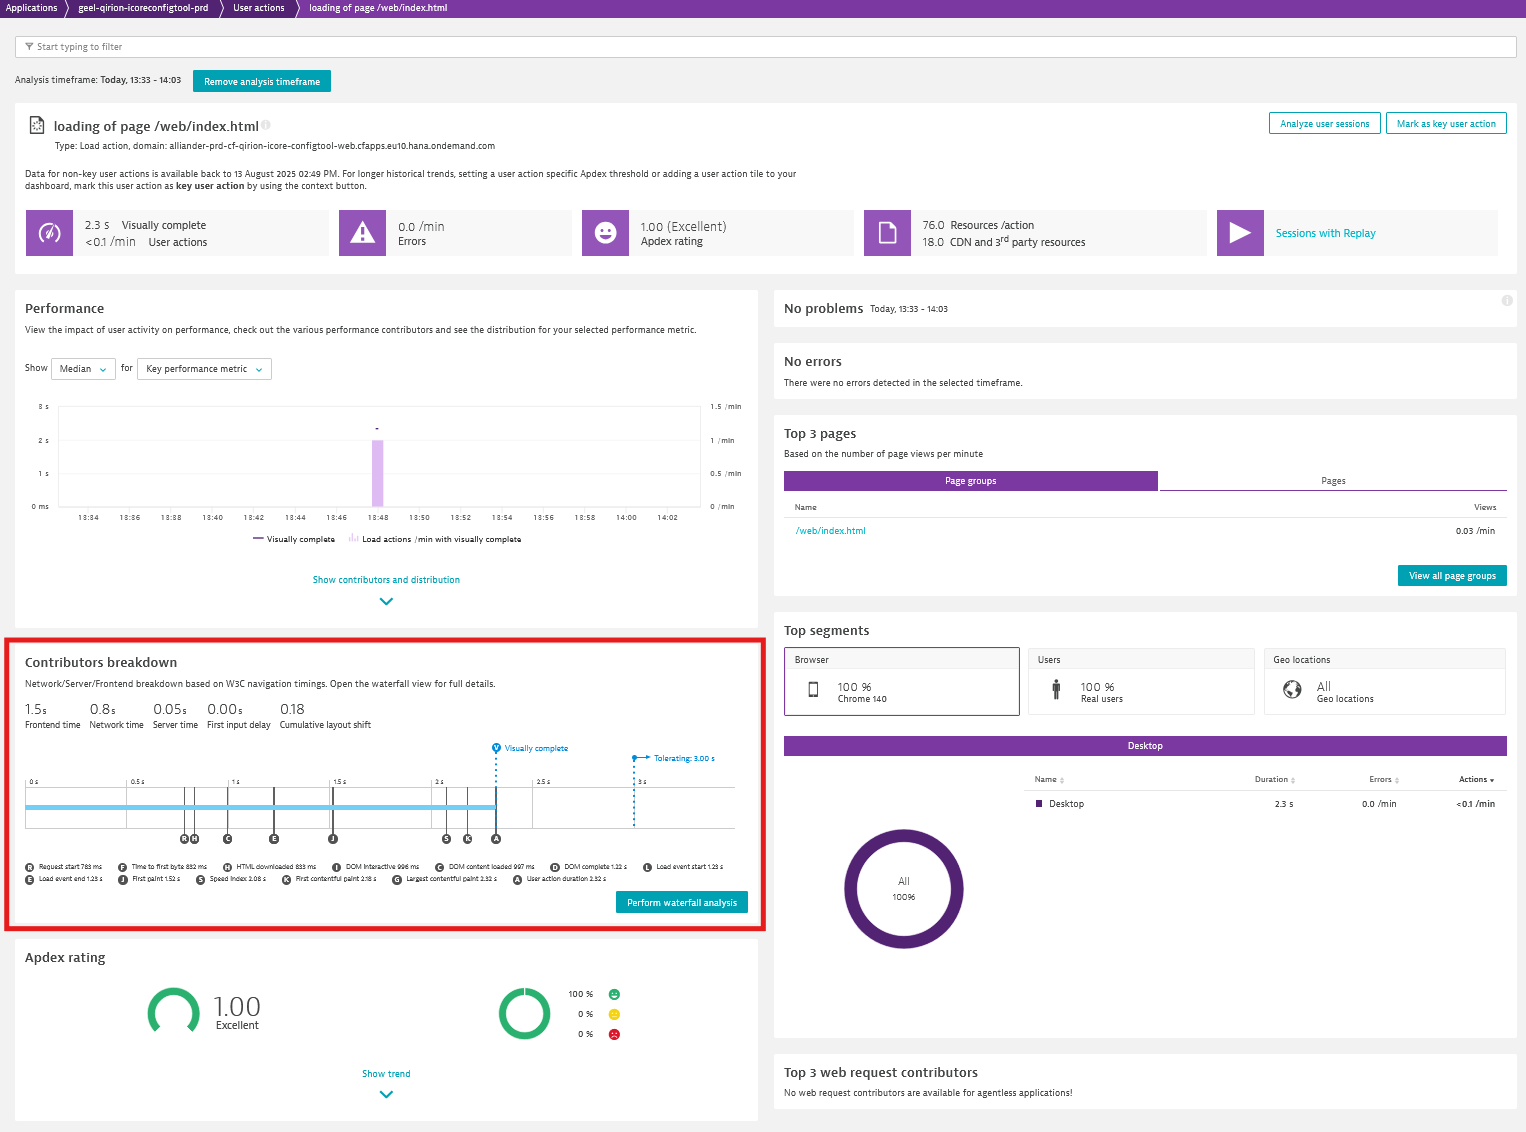 Applications geel-qirion-icoreconfigtool-prd User actions loading of page /web/index.html
Start typing to filter
Analysis timeframe: Today, 13:33 - 14:03 Remove analysis timeframe
loading of page /web/index.html
Analyze user sessions Mark as key user action
Type: Load action, domain: alliander-prd-cf-qirion-icore-configtool-web.cfapps.eu10.hana.ondemand.com
Data for non-key user actions is available back to 13 August 2025 02:49 PM. For longer historical trends, setting a user action specific Apdex threshold or adding a user action tile to your
dashboard, mark this user action as key user action by using the context button.
2.3 s Visually complete
<0.1 /min User actions
0.0 /min
Errors
1.00 (Excellent)
Apdex rating
76.0 Resources /action
18.0 CDN and 3rd party resources
Sessions with Replay
Performance
View the impact of user activity on performance, check out the various performance contributors and see the distribution for your selected performance metric.
Show Median for Key performance metric
3 s 1.5 /min
2 s 1 /min
1 s 0.5 /min
0 ms 0 /min
13:34 13:36 13:38 13:40 13:42 13:44 13:46 13:48 13:50 13:52 13:54 13:56 13:58 14:00 14:02
Visually complete Load actions /min with visually complete
Show contributors and distribution
Contributors breakdown
Network/Server/Frontend breakdown based on W3C navigation timings. Open the waterfall view for full details.
1.5s 0.8s 0.05s 0.00s 0.18
Frontend time Network time Server time First input delay Cumulative layout shift
V Visually complete
Tolerating: 3.00 s
0 s 0.5 s 1 s 1.5 s 2 s 2.5 s 3 s
R H C E J S K A
R Request start 783 ms F Time to first byte 832 ms H HTML downloaded 833 ms I DOM interactive 996 ms C DOM content loaded 997 ms D DOM complete 1.22 s L Load event start 1.23 s
E Load event end 1.23 s J First paint 1.52 s S Speed index 2.08 s K First contentful paint 2.18 s G Largest contentful paint 2.32 s A User action duration 2.32 s
Perform waterfall analysis
Apdex rating
1.00
Excellent
100 %
0 %
0 %
Show trend
No problems Today, 13:33 - 14:03
No errors
There were no errors detected in the selected timeframe.
Top 3 pages
Based on the number of page views per minute
Page groups Pages
Name Views
/web/index.html 0.03 /min
View all page groups
Top segments
Browser
100 %
Chrome 140
Users
100 %
Real users
Geo locations
All
Geo locations
Desktop
Name Duration Errors Actions
Desktop 2.3 s 0.0 /min <0.1 /min
All
100%
Top 3 web request contributors
No web request contributors are available for agentless applications!